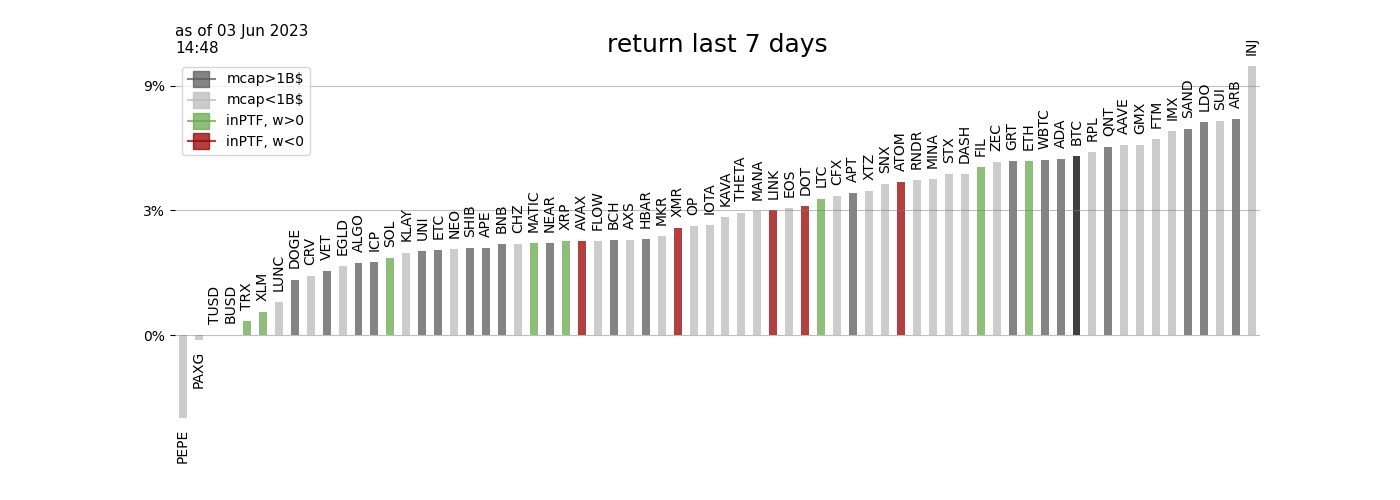 as of 03 Jun 2023
14:48
return last 7 days
mcap>1B$
mcap<1B$
inPTF, w>0
inPTF, w<0
9%
3%
0%
PEPE
PAXG
TUSD
BUSD
TRX
XLM
LUNC
DOGE
CRV
VET
EGLD
ALGO
ICP
SOL
KLAY
UNI
ETC
NEO
SHIB
APE
BNB
CHZ
MATIC
NEAR
XRP
AVAX
FLOW
BCH
AXS
HBAR
MKR
XMR
OP
IOTA
KAVA
THETA
MANA
LINK
EOS
DOT
LTC
CFX
APT
XTZ
SNX
ATOM
RNDR
MINA
STX
DASH
FIL
ZEC
GRT
ETH
WBTC
ADA
BTC
RPL
QNT
AAVE
GMX
FTM
IMX
SAND
LDO
SUI
ARB
INJ